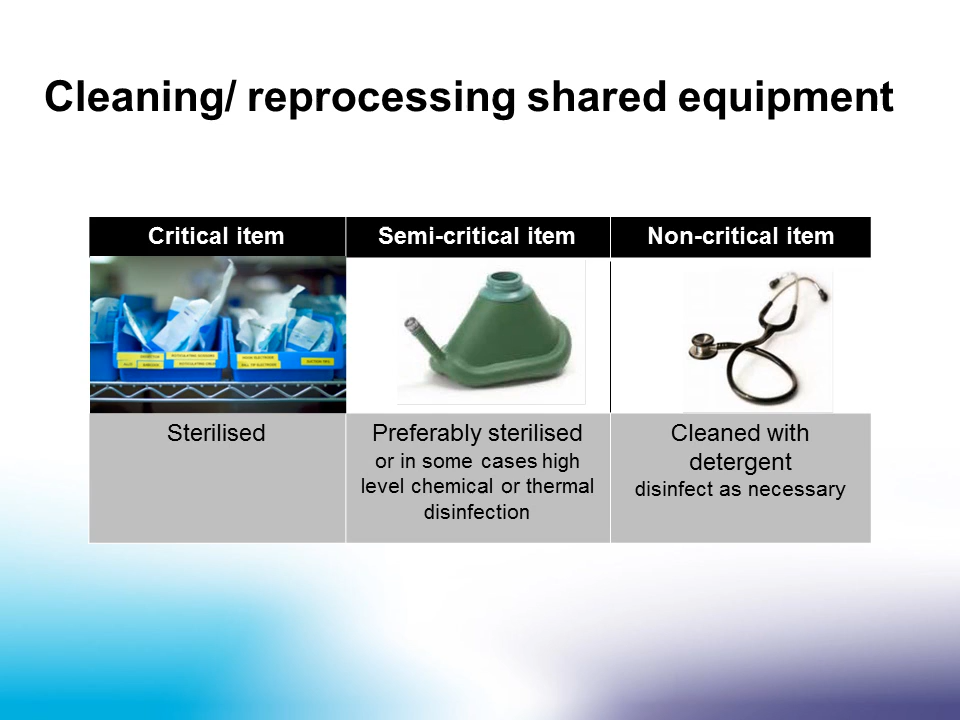 Cleaning/ reprocessing shared equipment
Critical item
Semi-critical item
Non-critical item
Sterilised
Preferably sterilised
or in some cases high
level chemical or thermal
disinfection
Cleaned with
detergent
disinfect as necessary